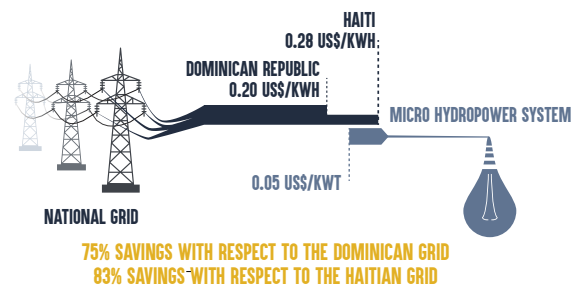 HAITI
0.28 US$/KWH
DOMINICAN REPUBLIC
0.20 US$/KWH
MICRO HYDROPOWER SYSTEM
0.05 US$/KWT
NATIONAL GRID
75% SAVINGS WITH RESPECT TO THE DOMINICAN GRID
83% SAVINGS WITH RESPECT TO THE HAITIAN GRID